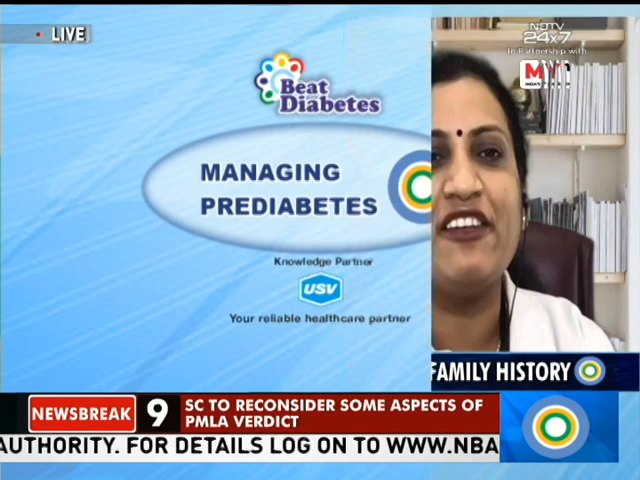 LIVE
NDTV
24x7
In Partnership with
Beat
Diabetes
MANAGING
PREDIABETES
Knowledge Partner
USV
Your reliable healthcare partner
FAMILY HISTORY
NEWSBREAK 9 SC TO RECONSIDER SOME ASPECTS OF
PMLA VERDICT
AUTHORITY. FOR DETAILS LOG ON TO WWW.NBA